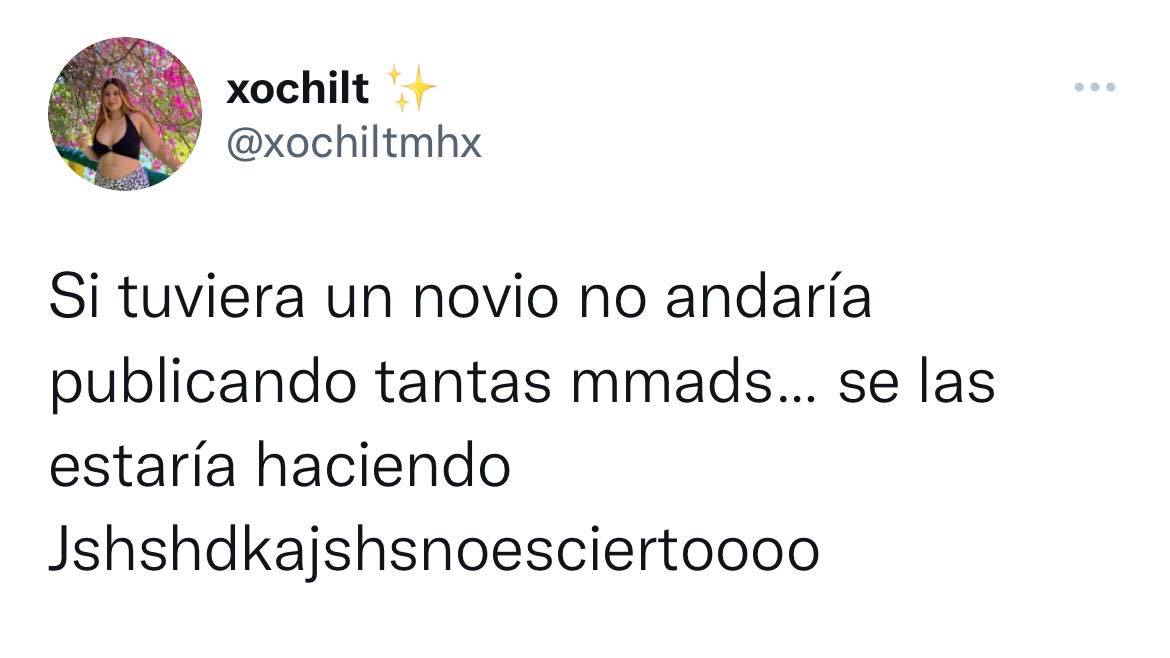 xochilt ✨
@xochiltmhx
Si tuviera un novio no andaría
publicando tantas mmads... se las
estaría haciendo
Jshshdkajshsnoesciertoooo